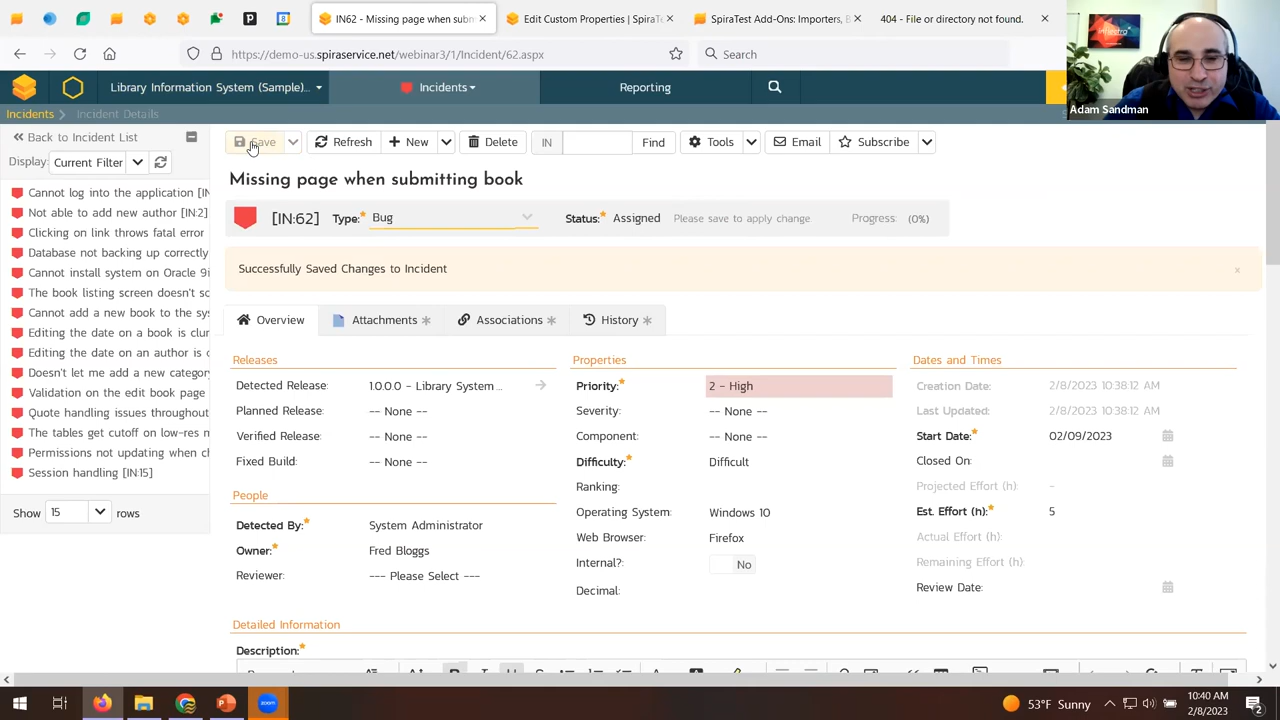 IN62 - Missing page when subm
Edit Custom Properties | SpiraTe
SpiraTest Add-Ons: Importers, B
404 - File or directory not found.
https://demo-us.spiraservice.net/webinar3/1/Incident/62.aspx
Search
Library Information System (Sample)...
Incidents
Reporting
Adam Sandman
Incidents
Incident Details
Back to Incident List
Display: Current Filter
Save
Refresh
New
Delete
IN
Find
Tools
Email
Subscribe
Cannot log into the application [IN
Not able to add new author [IN:2]
Clicking on link throws fatal error
Database not backing up correctly
Cannot install system on Oracle 9i
The book listing screen doesn't so
Cannot add a new book to the sys
Editing the date on a book is clur
Editing the date on an author is c
Doesn't let me add a new category
Validation on the edit book page
Quote handling issues throughout
The tables get cutoff on low-res m
Permissions not updating when ch
Session handling [IN:15]
Show 15 rows
Missing page when submitting book
[IN:62] Type:* Bug Status:* Assigned Please save to apply change Progress: (0%)
Successfully Saved Changes to Incident
×
Overview
Attachments
Associations
History
Releases
Detected Release: 1.0.0.0 - Library System ...
Planned Release: -- None --
Verified Release: -- None --
Fixed Build: -- None --
People
Detected By:* System Administrator
Owner:* Fred Bloggs
Reviewer: --- Please Select ---
Properties
Priority:* 2 - High
Severity: -- None --
Component: -- None --
Difficulty:* Difficult
Ranking:
Operating System: Windows 10
Web Browser: Firefox
Internal?: No
Decimal:
Dates and Times
Creation Date: 2/8/2023 10:38:12 AM
Last Updated: 2/8/2023 10:38:12 AM
Start Date:* 02/09/2023
Closed On:
Projected Effort (h): -
Est. Effort (h):* 5
Actual Effort (h):
Remaining Effort (h):
Review Date:
Detailed Information
Description:*
53°F Sunny
10:40 AM
2/8/2023
2